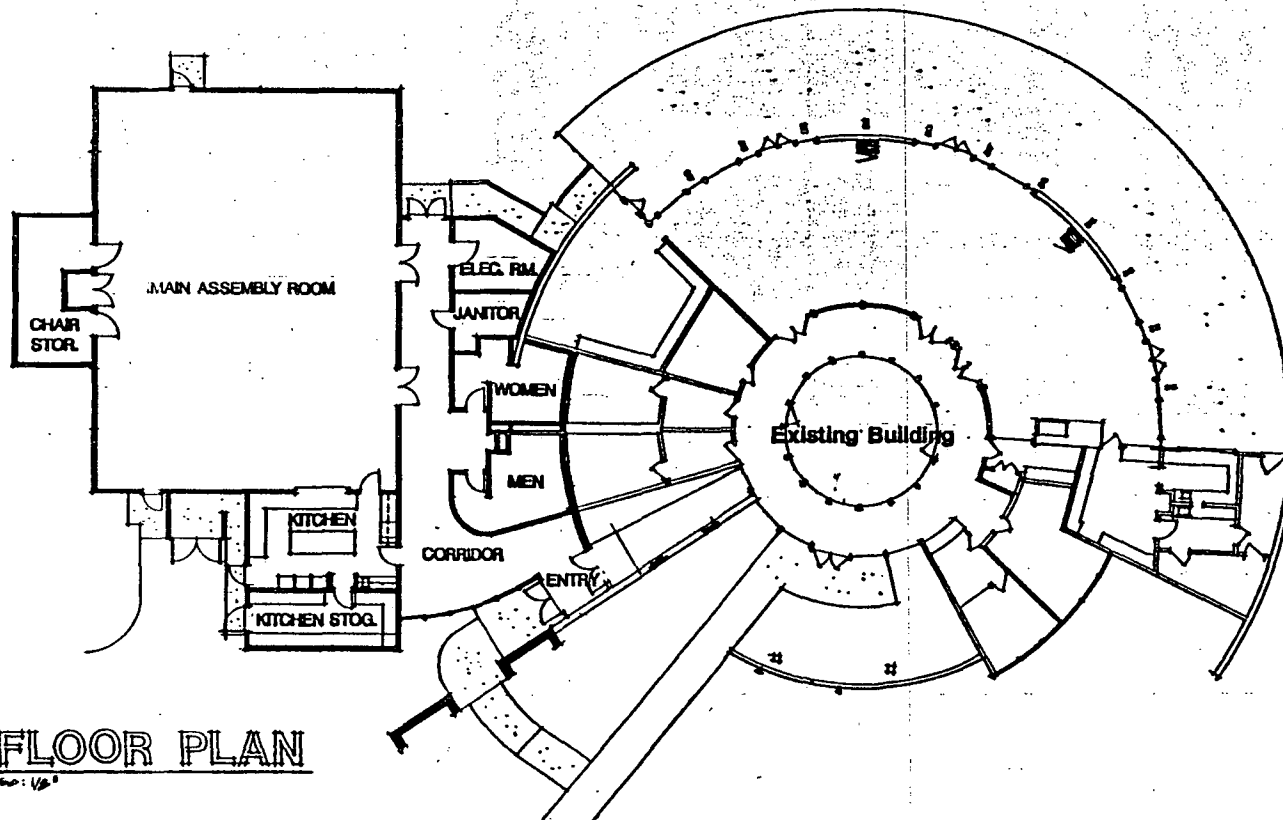 MAIN ASSEMBLY ROOM
CHAIR
STOR.
ELEC. RM.
JANITOR
WOMEN
MEN
Existing Building
KITCHEN
CORRIDOR
ENTRY
KITCHEN STOG.
FLOOR PLAN